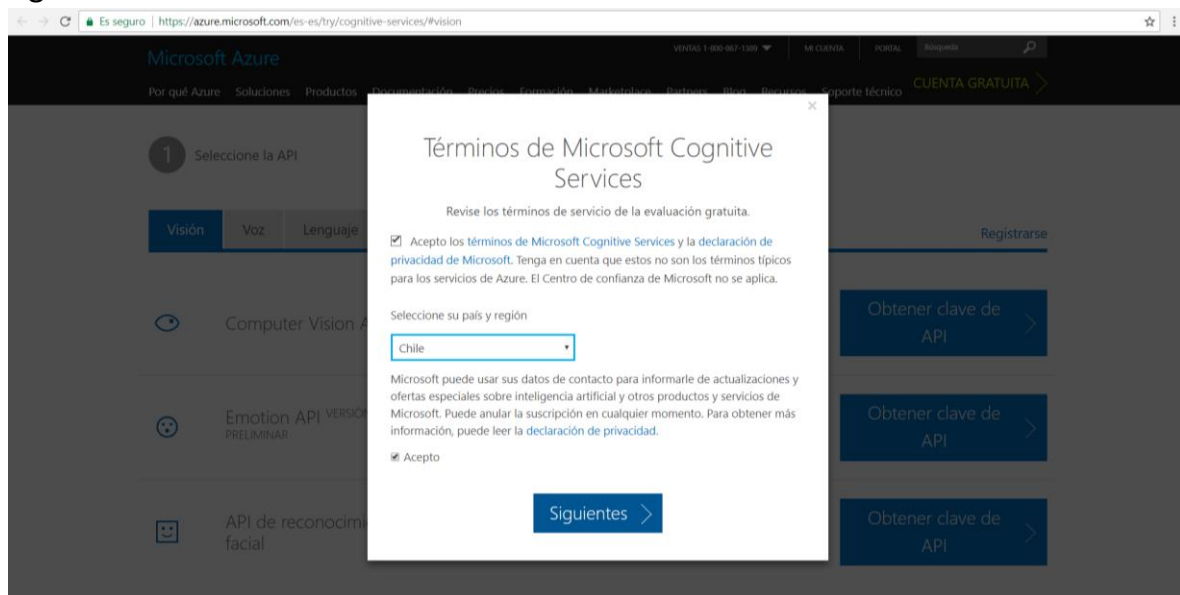 Es seguro | https://azure.microsoft.com/es-es/try/cognitive-services/#vision
Microsoft Azure
VENTAS 1-800-867-1389 MI CUENTA PORTAL Búsqueda
Por qué Azure Soluciones Productos Documentación Precios Formación Marketplace Partners Blog Recursos Soporte técnico CUENTA GRATUITA
1 Seleccione la API
Visión Voz Lenguaje
Registrarse
Términos de Microsoft Cognitive
Services
Revise los términos de servicio de la evaluación gratuita.
Acepto los términos de Microsoft Cognitive Services y la declaración de
privacidad de Microsoft. Tenga en cuenta que estos no son los términos típicos
para los servicios de Azure. El Centro de confianza de Microsoft no se aplica.
Seleccione su país y región
Chile
Microsoft puede usar sus datos de contacto para informarle de actualizaciones y
ofertas especiales sobre inteligencia artificial y otros productos y servicios de
Microsoft. Puede anular la suscripción en cualquier momento. Para obtener más
información, puede leer la declaración de privacidad.
Acepto
Siguientes
Computer Vision A
Obtener clave de
API
Emotion API VERSIÓN
PRELIMINAR
Obtener clave de
API
API de reconocimi
facial
Obtener clave de
API